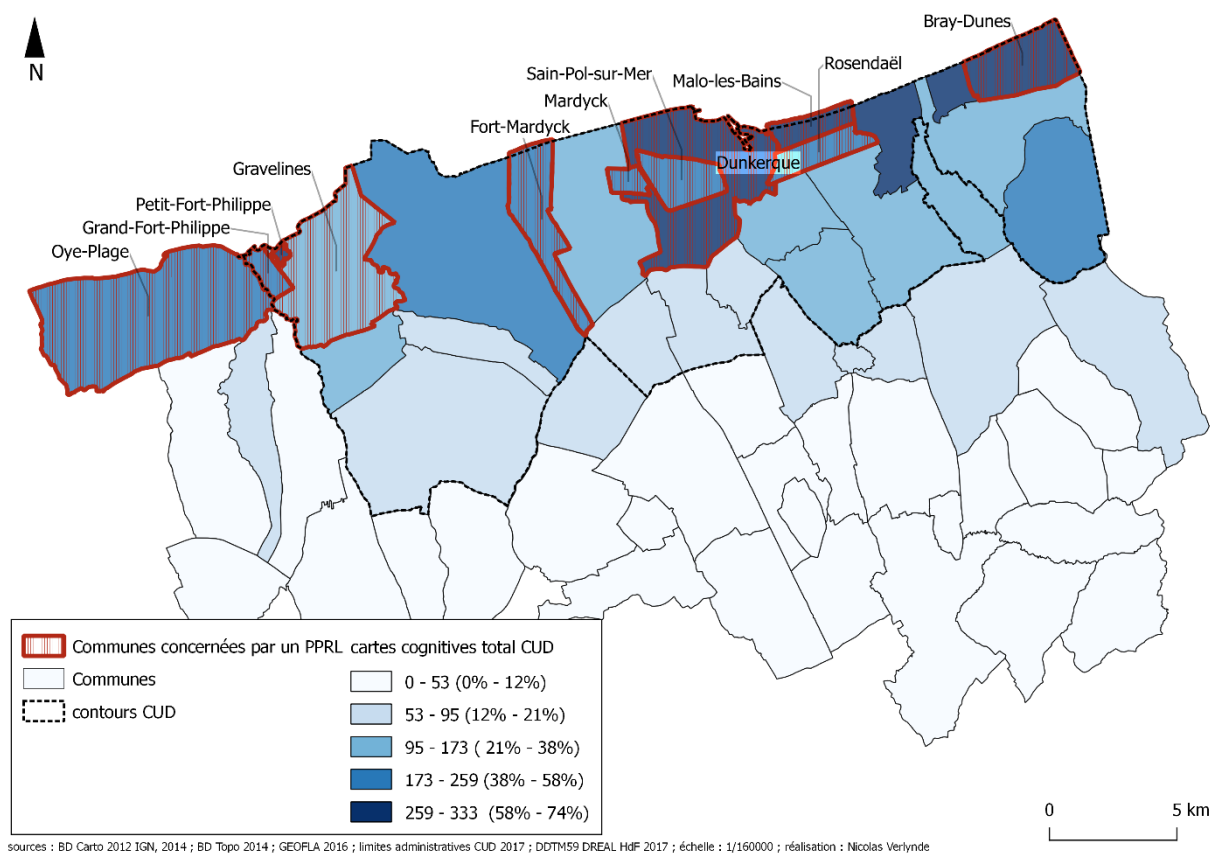 Bray-Dunes
N
Rosendaël
Sain-Pol-sur-Mer
Malo-les-Bains
Mardyck
Fort-Mardyck
Dunkerque
Gravelines
Petit-Fort-Philippe
Grand-Fort-Philippe
Oye-Plage
Communes concernées par un PPRL
Communes
contours CUD
cartes cognitives total CUD
0 - 53 (0% - 12%)
53 - 95 (12% - 21%)
95 - 173 ( 21% - 38%)
173 - 259 (38% - 58%)
259 - 333 (58% - 74%)
0 5 km
sources : BD Carto 2012 IGN, 2014 ; BD Topo 2014 ; GEOFLA 2016 ; limites administratives CUD 2017 ; DDTM59 DREAL HdF 2017 ; échelle : 1/160000 ; réalisation : Nicolas Verlynde